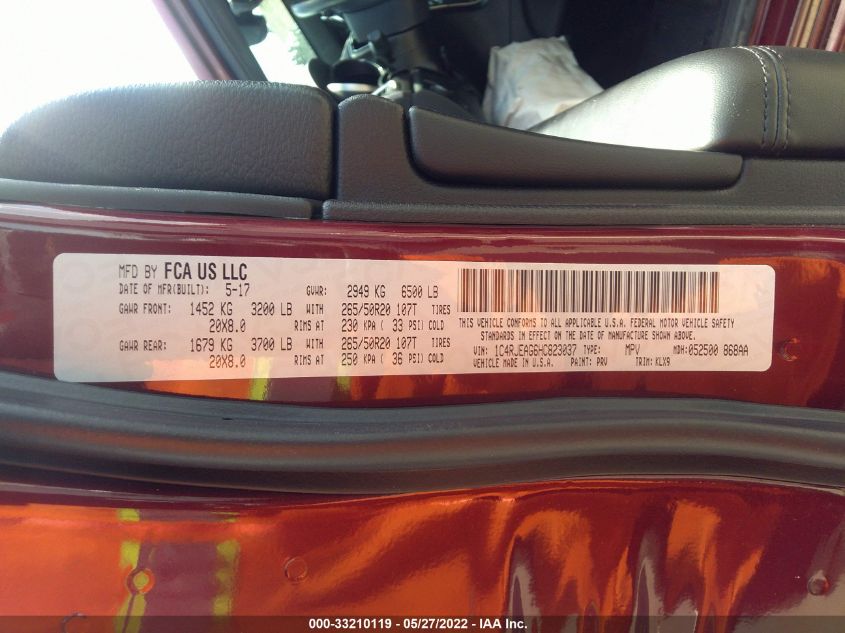 MFD BY FCA US LLC
DATE OF MFR(BUILT): 5-17 GVWR: 2949 KG 6500 LB
GAWR FRONT: 1452 KG 3200 LB WITH 265/50R20 107T TIRES
20X8.0 RIMS AT 230 KPA ( 33 PSI) COLD
GAWR REAR: 1679 KG 3700 LB WITH 265/50R20 107T TIRES
20X8.0 RIMS AT 250 KPA ( 36 PSI) COLD
THIS VEHICLE CONFORMS TO ALL APPLICABLE U.S.A. FEDERAL MOTOR VEHICLE SAFETY
STANDARDS IN EFFECT ON THE DATE OF MANUFACTURE SHOWN ABOVE.
VIN: 1C4RJEAG6HC823037 TYPE: MPV MDH:052500 868AA
VEHICLE MADE IN U.S.A. PAINT: PRV TRIM: KLX9
000-33210119 - 05/27/2022 - IAA Inc.